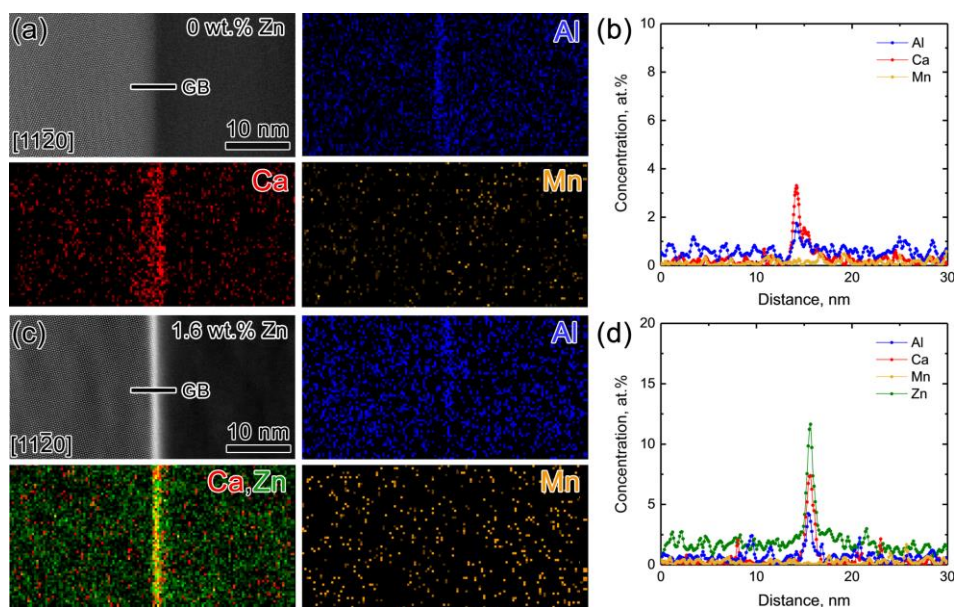 (a)
0 wt.% Zn
GB
[112̄0]
10 nm
Al
Ca
Mn
(b)
10
8
6
4
2
0
Concentration, at.%
Al
Ca
Mn
0
10
20
30
Distance, nm
(c)
1.6 wt.% Zn
GB
[112̄0]
10 nm
Al
Ca,Zn
Mn
(d)
20
15
10
5
0
Concentration, at.%
Al
Ca
Mn
Zn
0
10
20
30
Distance, nm